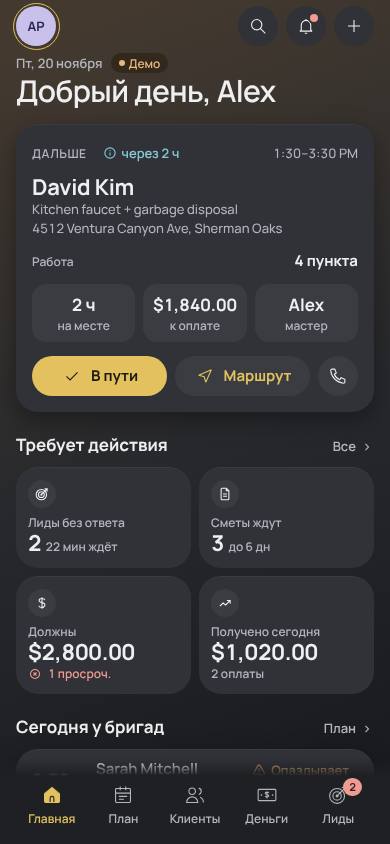 AP
Пт, 20 ноября Демо
Добрый день, Alex
ДАЛЬШЕ через 2 ч 1:30–3:30 PM
David Kim
Kitchen faucet + garbage disposal
4512 Ventura Canyon Ave, Sherman Oaks
Работа 4 пункта
2 ч $1,840.00 Alex
на месте к оплате мастер
В пути Маршрут
Требует действия Все
Лиды без ответа Сметы ждут
2 22 мин ждёт 3 до 6 дн
Должны Получено сегодня
$2,800.00 $1,020.00
1 просроч. 2 оплаты
Сегодня у бригад План
Sarah Mitchell Опаздывает
2
Главная План Клиенты Деньги Лиды